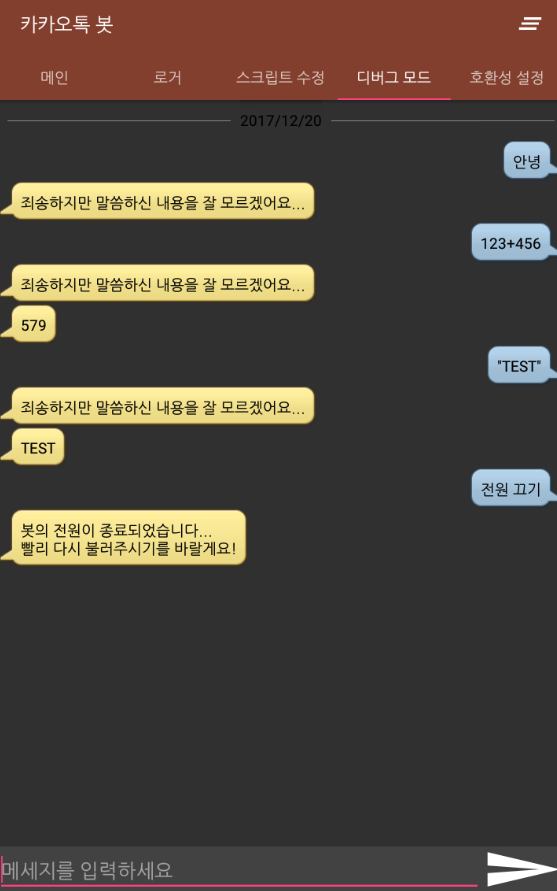 카카오톡 봇
메인 로거 스크립트 수정 디버그 모드 호환성 설정
2017/12/20
안녕
죄송하지만 말씀하신 내용을 잘 모르겠어요...
123+456
죄송하지만 말씀하신 내용을 잘 모르겠어요...
579
"TEST"
죄송하지만 말씀하신 내용을 잘 모르겠어요...
TEST
전원 끄기
봇의 전원이 종료되었습니다...
빨리 다시 불러주시기를 바랄게요!
메세지를 입력하세요